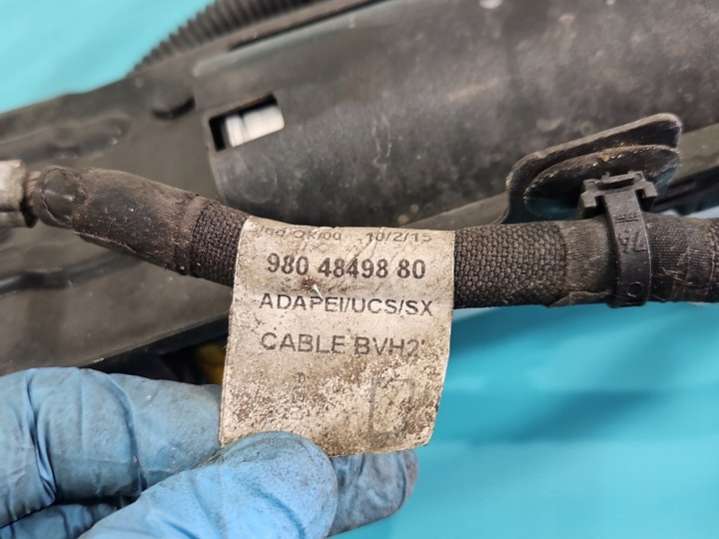 10/2/15
980 48498 80
ADAPEI/UCS/SX
CABLE BVH2